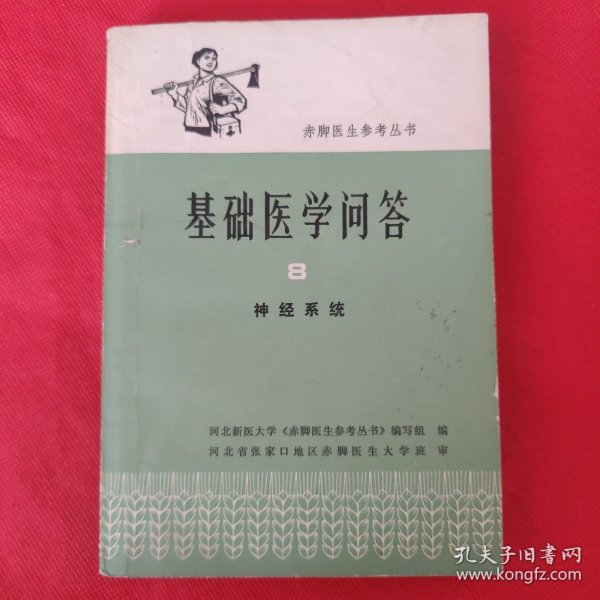 赤脚医生参考丛书
基础医学问答
8
神经系统
河北新医大学《赤脚医生参考丛书》编写组 编
河北省张家口地区赤脚医生大学班 审
孔夫子旧书网
www.kongfz.com